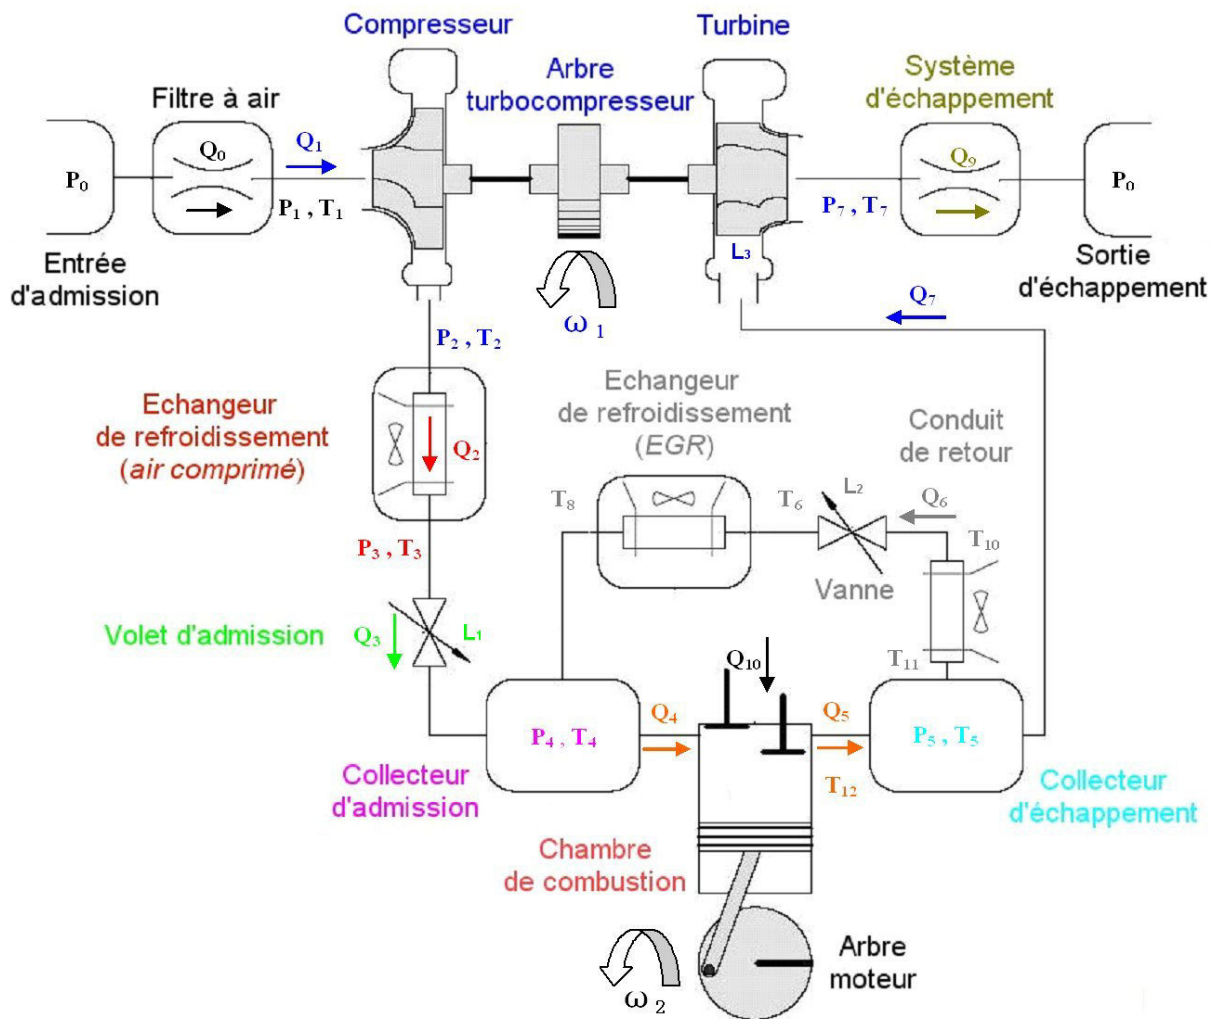 Compresseur
Turbine
Arbre
turbocompresseur
Système
d'échappement
Filtre à air
P₀
Q₀
Q₁
P₁ , T₁
P₇ , T₇
Q₉
P₀
Entrée
d'admission
ω ₁
L₃
Sortie
d'échappement
Q₇
P₂ , T₂
Echangeur
de refroidissement
(air comprimé)
Q₂
Echangeur
de refroidissement
(EGR)
Conduit
de retour
T₈
T₆
L₂
Q₆
T₁₀
P₃ , T₃
Vanne
Volet d'admission
Q₃
L₁
T₁₁
Q₁₀
P₄ , T₄
Q₄
Q₅
P₅ , T₅
T₁₂
Collecteur
d'admission
Collecteur
d'échappement
Chambre
de combustion
Arbre
moteur
ω ₂